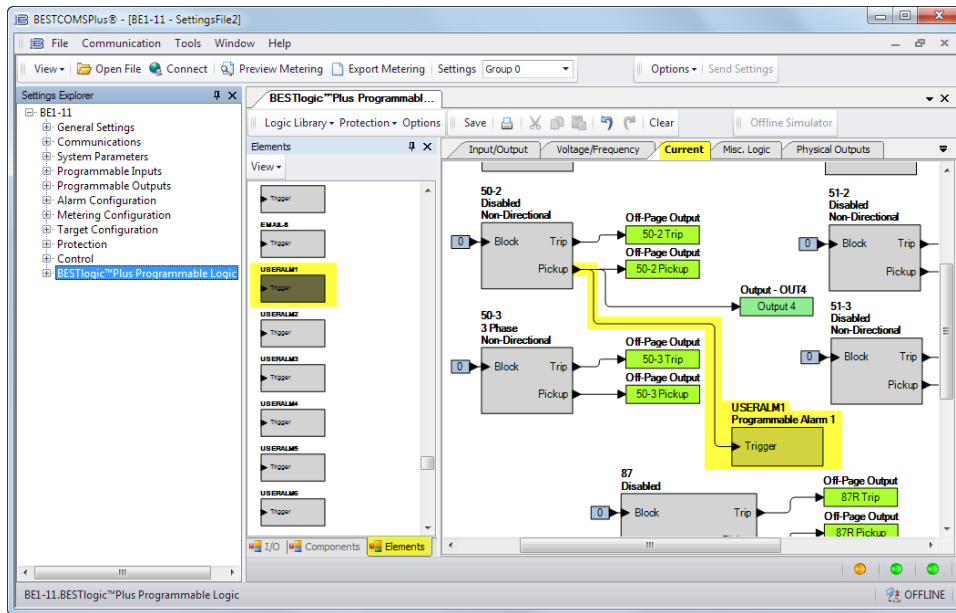 BESTCOMSPlus® - [BE1-11 - SettingsFile2]
File Communication Tools Window Help
View Open File Connect Preview Metering Export Metering Settings Group 0 Options Send Settings
Settings Explorer
BE1-11
General Settings
Communications
System Parameters
Programmable Inputs
Programmable Outputs
Alarm Configuration
Metering Configuration
Target Configuration
Protection
Control
BESTlogic™Plus Programmable Logic
BESTlogic™Plus Programmabl...
Logic Library Protection Options Save Clear Offline Simulator
Elements
View
Trigger
EMAIL-8
Trigger
USERALM1
Trigger
USERALM2
Trigger
USERALM3
Trigger
USERALM4
Trigger
USERALM5
Trigger
USERALM6
Trigger
I/O Components Elements
Input/Output Voltage/Frequency Current Misc. Logic Physical Outputs
50-2
Disabled
Non-Directional
0 Block Trip
Pickup
Off-Page Output
50-2 Trip
Off-Page Output
50-2 Pickup
Output - OUT4
Output 4
51-2
Disabled
Non-Directional
0 Block Trip
Pickup
50-3
3 Phase
Non-Directional
0 Block Trip
Pickup
Off-Page Output
50-3 Trip
Off-Page Output
50-3 Pickup
51-3
Disabled
Non-Directional
0 Block Trip
Pickup
USERALM1
Programmable Alarm 1
Trigger
87
Disabled
0 Block Trip
Pickup
Off-Page Output
87R Trip
Off-Page Output
87R Pickup
BE1-11.BESTlogic™Plus Programmable Logic
OFFLINE